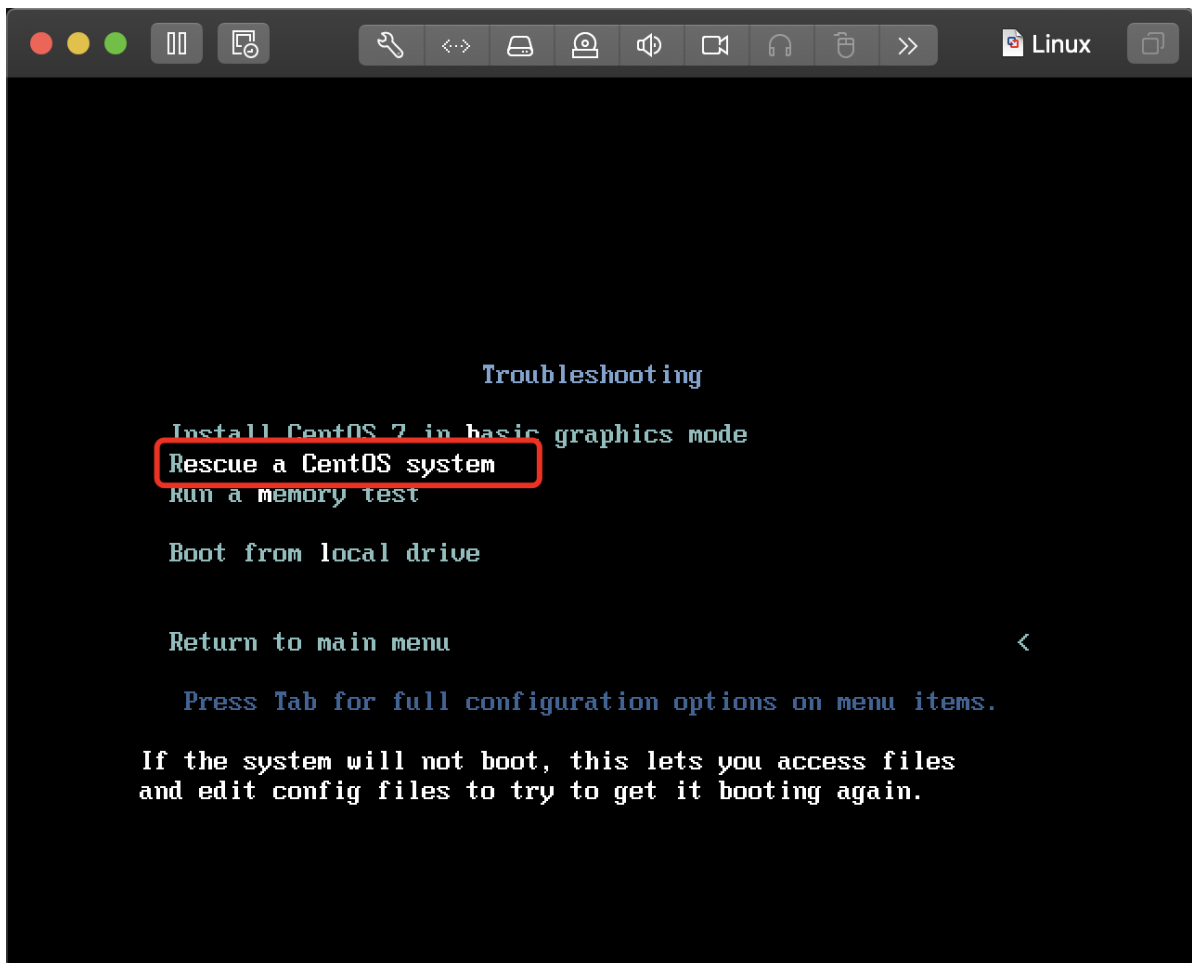 Linux
Troubleshooting
Install CentOS 7 in basic graphics mode
Rescue a CentOS system
Run a memory test
Boot from local drive
Return to main menu <
Press Tab for full configuration options on menu items.
If the system will not boot, this lets you access files
and edit config files to try to get it booting again.